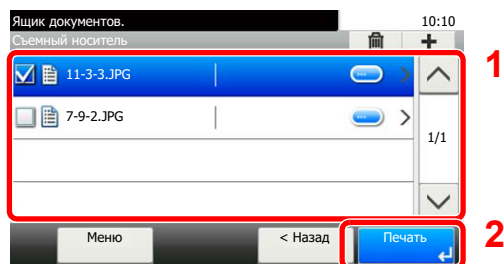 Ящик документов. 10:10
Съемный носитель
11-3-3.JPG
7-9-2.JPG
1/1
Меню < Назад Печать
1
2